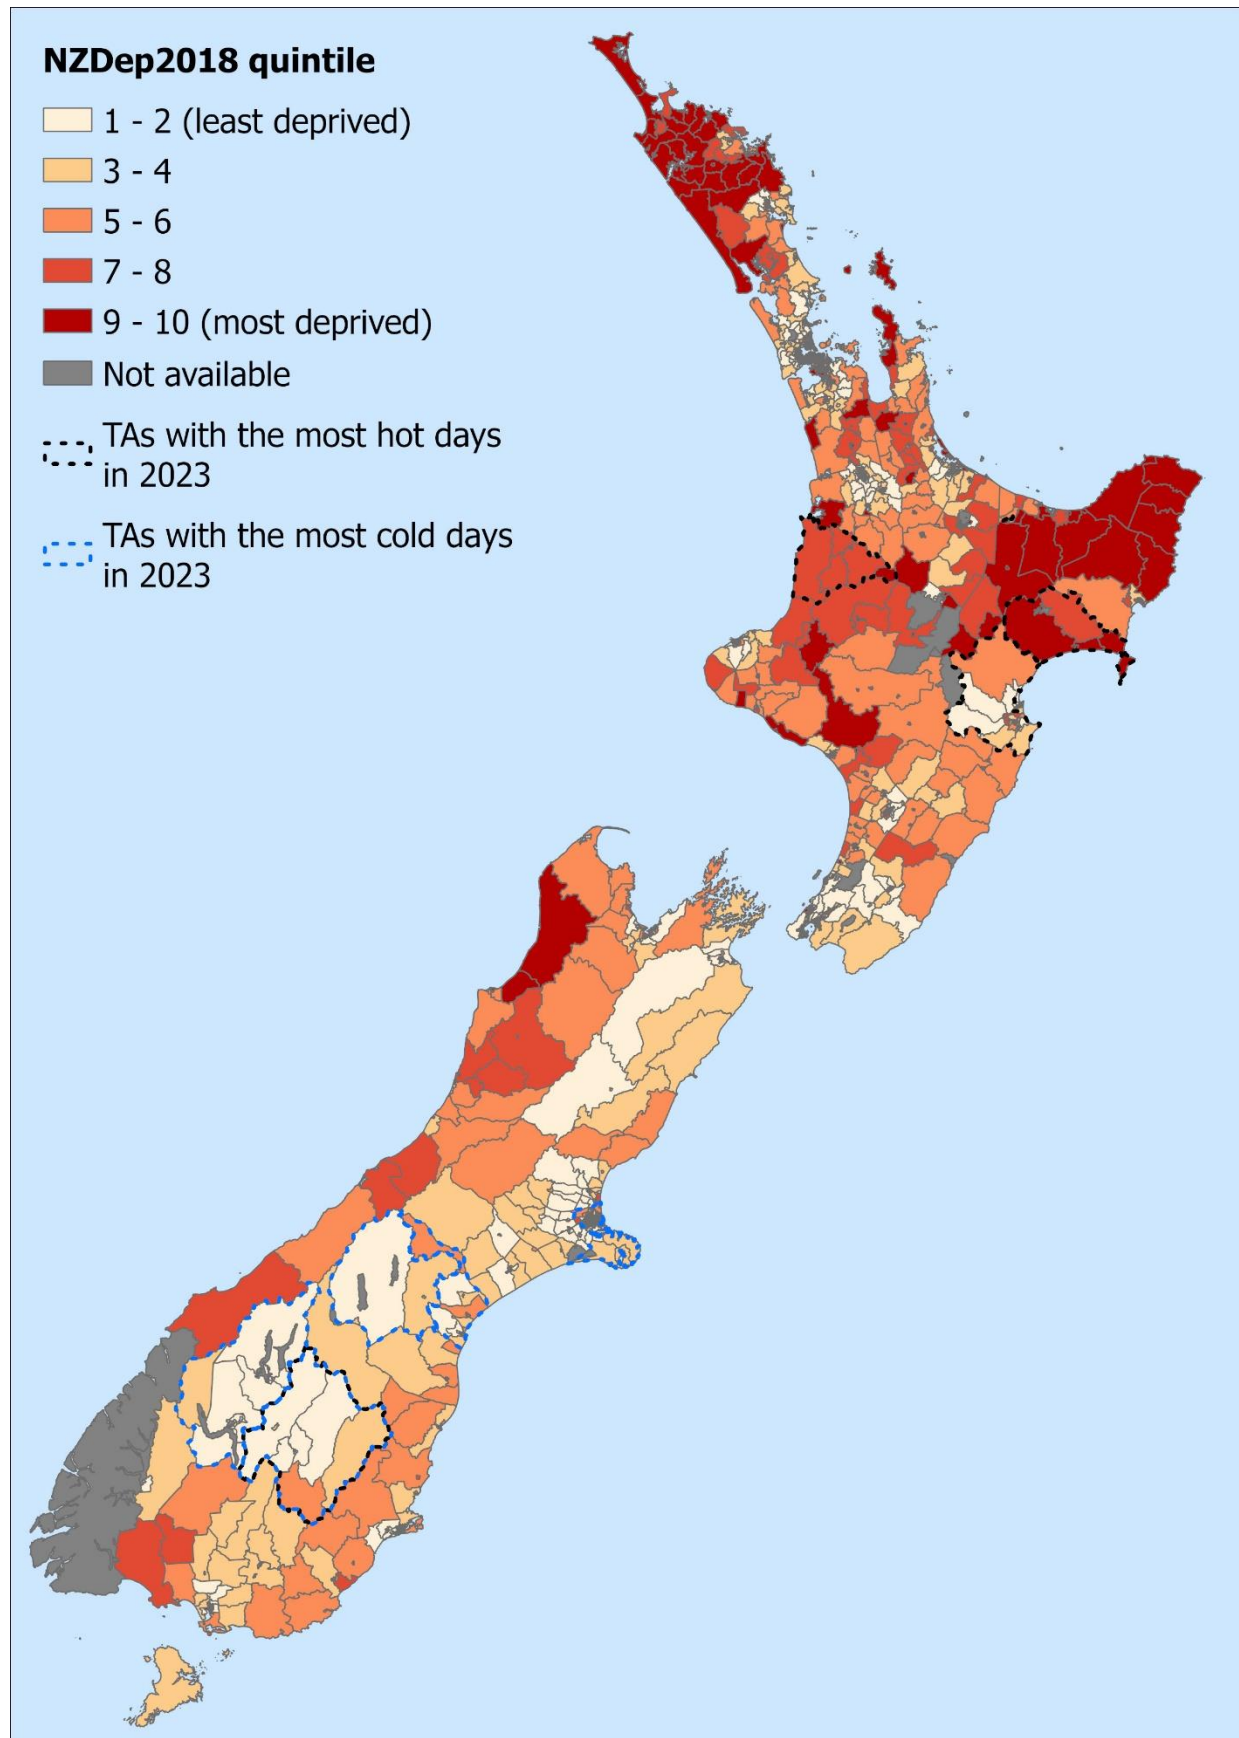 NZDep2018 quintile
1 - 2 (least deprived)
3 - 4
5 - 6
7 - 8
9 - 10 (most deprived)
Not available
TAs with the most hot days
in 2023
TAs with the most cold days
in 2023